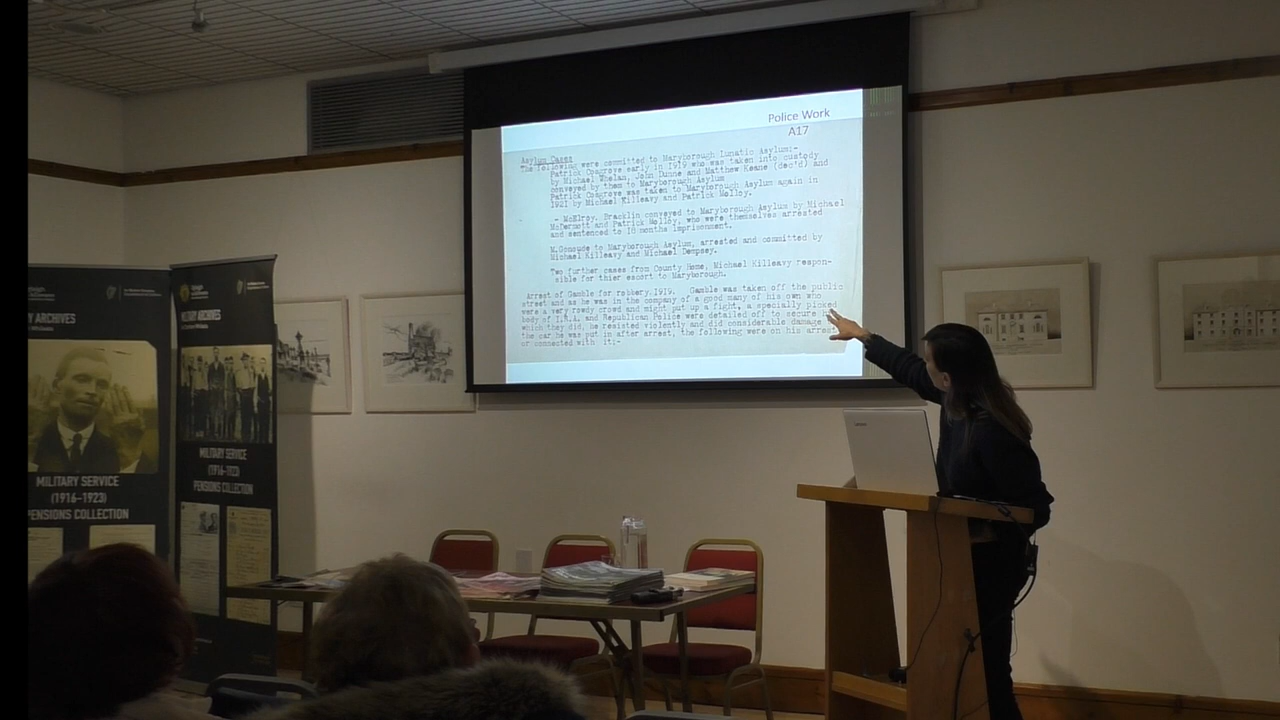 Police Work
A17
Asylum Cases
The following were committed to Maryborough Lunatic Asylum:-
Patrick Cosgrove early in 1919 who was taken into custody
by Michael Whelan, John Dunne and Matthew Keane (dec'd) and
conveyed by them to Maryborough Asylum
Patrick Cosgrove was taken to Maryborough Asylum again in
1921 by Michael Killeavy and Patrick Molloy.
- McElroy. Bracklin conveyed to Maryborough Asylum by Michael
McDermott and Patrick Molloy, who were themselves arrested
and sentenced to 18 months imprisonment.
to Maryborough Asylum, arrested and committed by
Michael Killeavy and Michael Dempsey.
Two further cases from County Home, Michael Killeavy respon-
sible for thier escort to Maryborough.
Arrest of Gamble for robbery.1919. Gamble was taken off the public
street and as he was in the company of a good many of his own who
were a very rowdy crowd and might put up a fight, a specially picked
body of I.R.A. and Republican Police were detailed off to secure
which they did, he resisted violently and did considerable damage
the car he was in after arrest, the following were on his arrest
or connected with it:-
MILITARY ARCHIVES
MILITARY SERVICE
(1916-1923)
PENSIONS COLLECTION
Y ARCHIVES
MILITARY SERVICE
(1916-1923)
PENSIONS COLLECTION